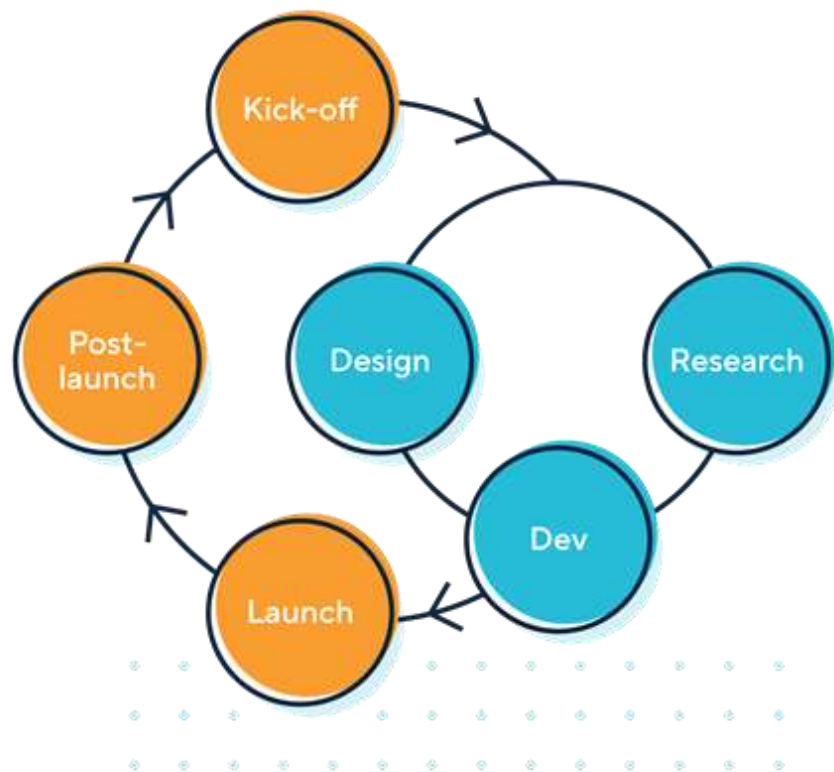 Kick-off
Post-
launch
Design
Research
Dev
Launch